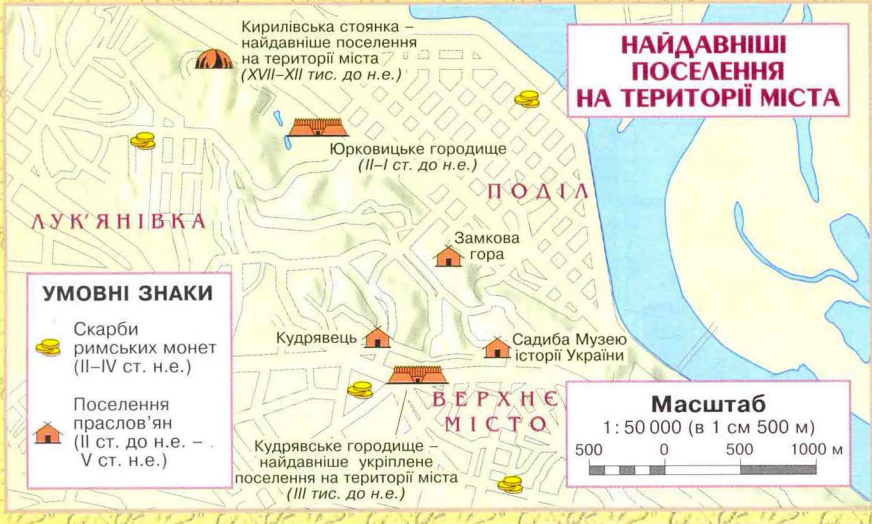 НАЙДАВНІШІ
ПОСЕЛЕННЯ
НА ТЕРИТОРІЇ МІСТА
Кирилівська стоянка –
найдавніше поселення
на території міста
(XVII–XII тис. до н.е.)
Юрковицьке городище
(II–I ст. до н.е.)
ПОДІЛ
ЛУК'ЯНІВКА
Замкова
гора
Кудрявець
Садиба Музею
історії України
ВЕРХНЄ
МІСТО
Кудрявське городище –
найдавніше укріплене
поселення на території міста
(III тис. до н.е.)
УМОВНІ ЗНАКИ
Скарби
римських монет
(II–IV ст. н.е.)
Поселення
праслов'ян
(II ст. до н.е. –
V ст. н.е.)
Масштаб
1: 50 000 (в 1 см 500 м)
500 0 500 1000 м